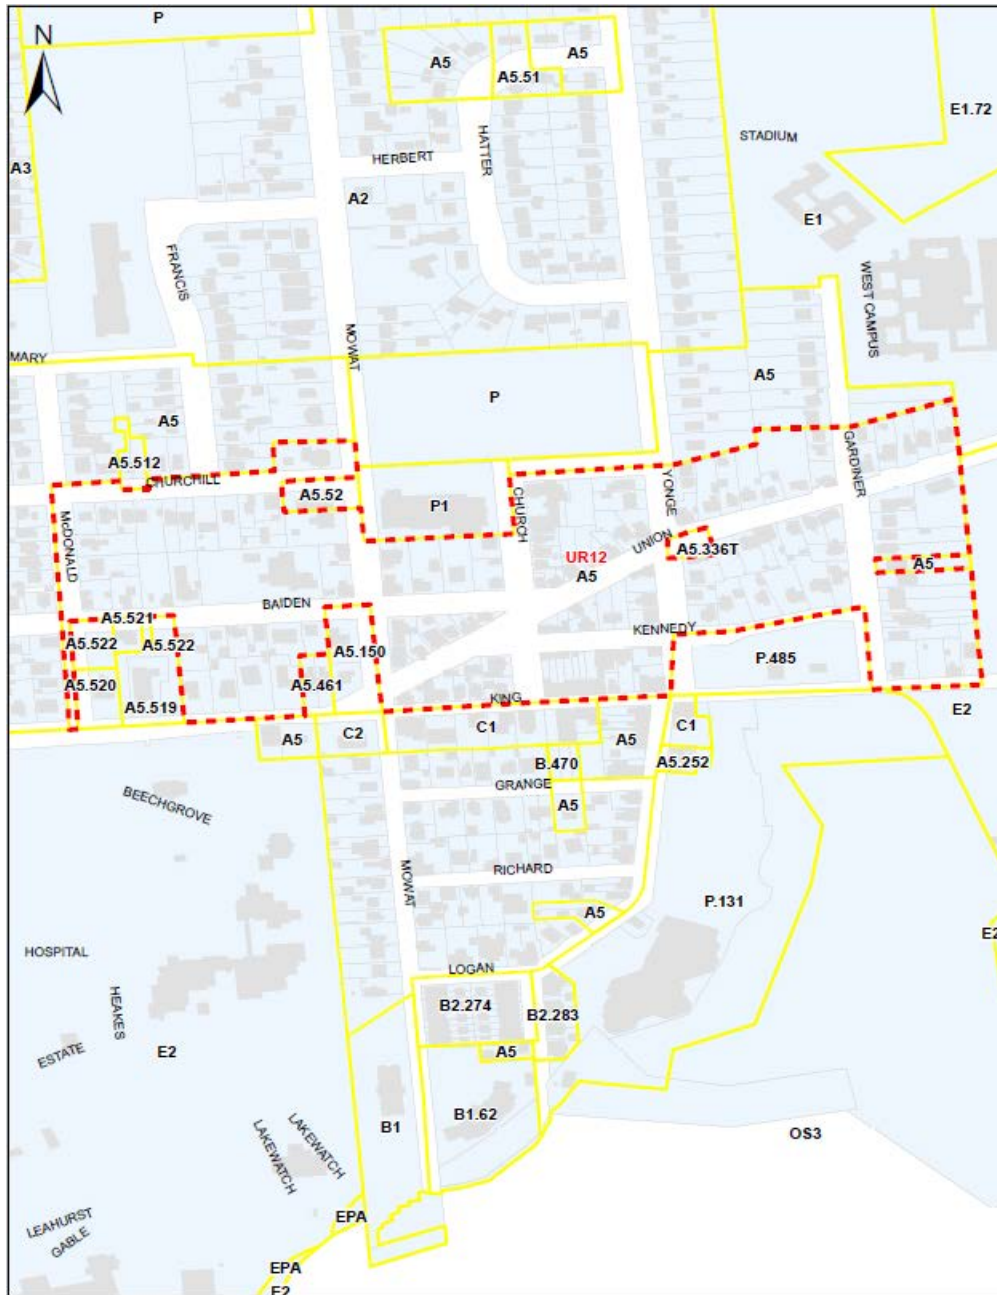 P
N
A5
A5
A5.51
E1.72
STADIUM
HATTER
HERBERT
A3
A2
E1
FRANCIS
WEST CAMPUS
MOWAT
MARY
A5
P
A5
A5.512
CHURCHILL
A5.52
P1
CHURCH
YONGE
GARDINER
McDONALD
UNION
A5.336T
UR12
A5
A5
BAIDEN
A5.521
A5.522
A5.522
A5.150
KENNEDY
P.485
A5.520
A5.461
A5.519
KING
E2
A5
C2
C1
A5
C1
B.470
A5.252
GRANGE
BEECHGROVE
A5
MOWAT
RICHARD
P.131
A5
E2
HOSPITAL
LOGAN
HEAKES
B2.274
B2.283
ESTATE
E2
A5
B1
B1.62
LAKEWATCH
LAKEWATCH
OS3
LEAHURST
GABLE
EPA
EPA
E2